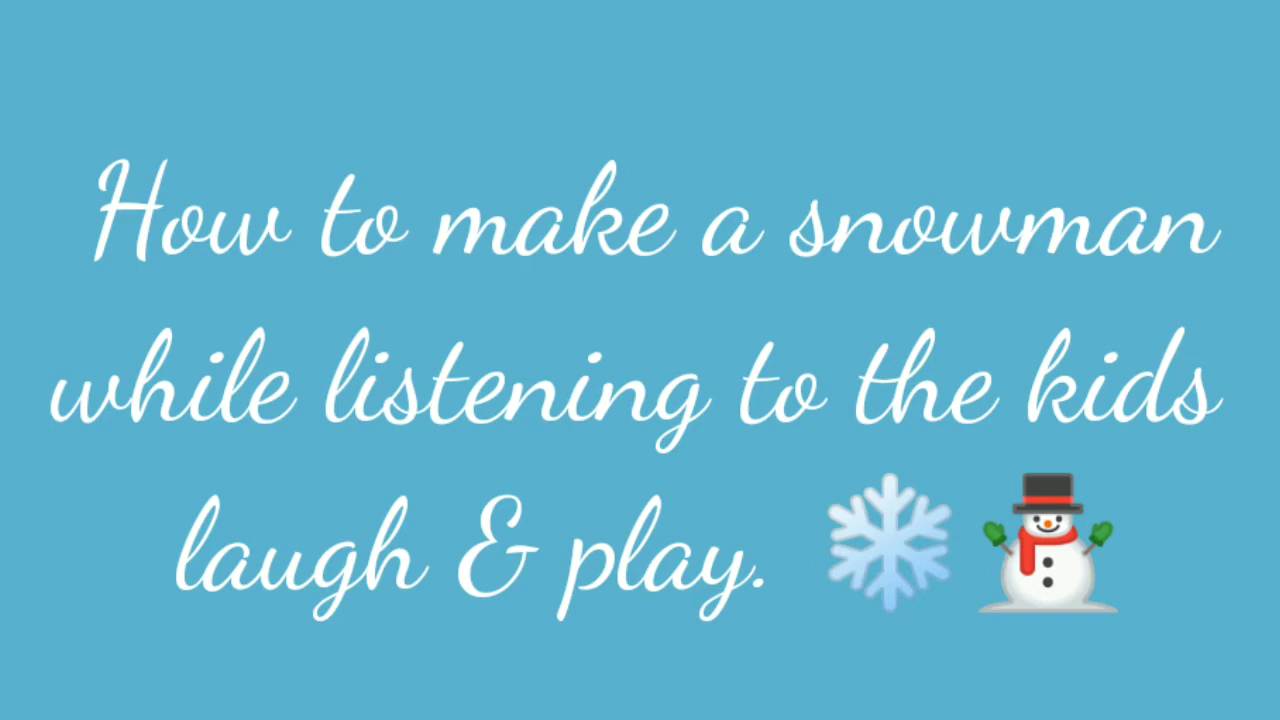 How to make a snowman
while listening to the kids
laugh & play. ❄️☃️